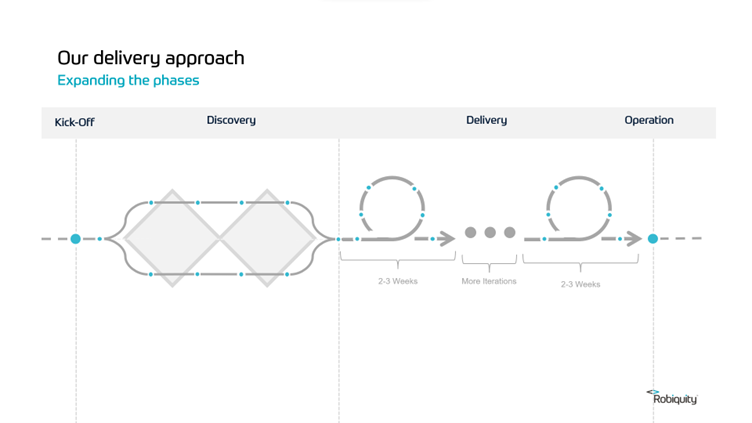 Our delivery approach
Expanding the phases
Kick-Off
Discovery
Delivery
Operation
2-3 Weeks
More Iterations
2-3 Weeks
Robiquity